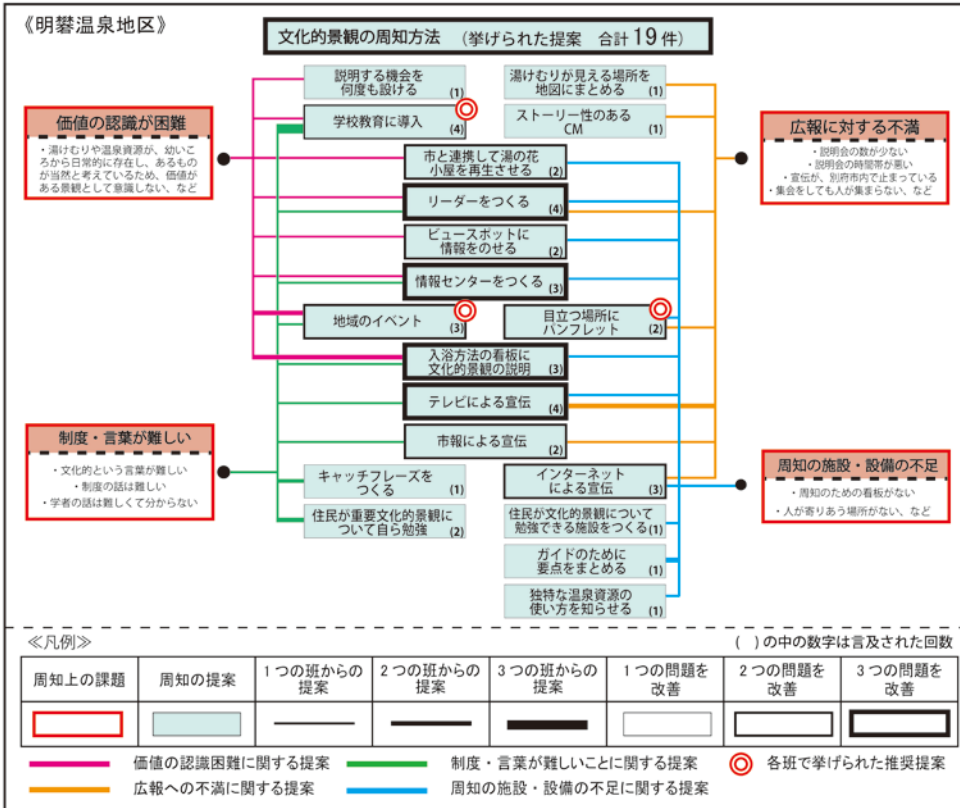 《明礬温泉地区》
文化的景観の周知方法 (挙げられた提案 合計19件)
説明する機会を
何度も設ける (1)
湯けむりが見える場所を
地図にまとめる (1)
学校教育に導入
(4)
ストーリー性のある
CM (1)
価値の認識が困難
・湯けむりや温泉資源が、幼いこ
ろから日常的に存在し、あるもの
が当然と考えているため、価値が
ある景観として意識しない、など
広報に対する不満
・説明会の数が少ない
・説明会の時間帯が悪い
・宣伝が、別府市内で止まっている
・集会をしても人が集まらない、など
市と連携して湯の花
小屋を再生させる (2)
リーダーをつくる
(4)
ビュースポットに
情報をのせる (2)
情報センターをつくる
(3)
地域のイベント
(3)
目立つ場所に
パンフレット (2)
入浴方法の看板に
文化的景観の説明 (3)
テレビによる宣伝
(4)
市報による宣伝
(2)
制度・言葉が難しい
・文化的という言葉が難しい
・制度の話は難しい
・学者の話は難しくて分からない
周知の施設・設備の不足
・周知のための看板がない
・人が寄りあう場所がない、など
キャッチフレーズを
つくる (1)
インターネット
による宣伝 (3)
住民が重要文化的景観に
ついて自ら勉強 (2)
住民が文化的景観について
勉強できる施設をつくる (1)
ガイドのために
要点をまとめる (1)
独特な温泉資源の
使い方を知らせる (1)
≪凡例≫
( )の中の数字は言及された回数
周知上の課題
周知の提案
1つの班からの
提案
2つの班からの
提案
3つの班からの
提案
1つの問題を
改善
2つの問題を
改善
3つの問題を
改善
価値の認識困難に関する提案
制度・言葉が難しいことに関する提案
各班で挙げられた推奨提案
広報への不満に関する提案
周知の施設・設備の不足に関する提案